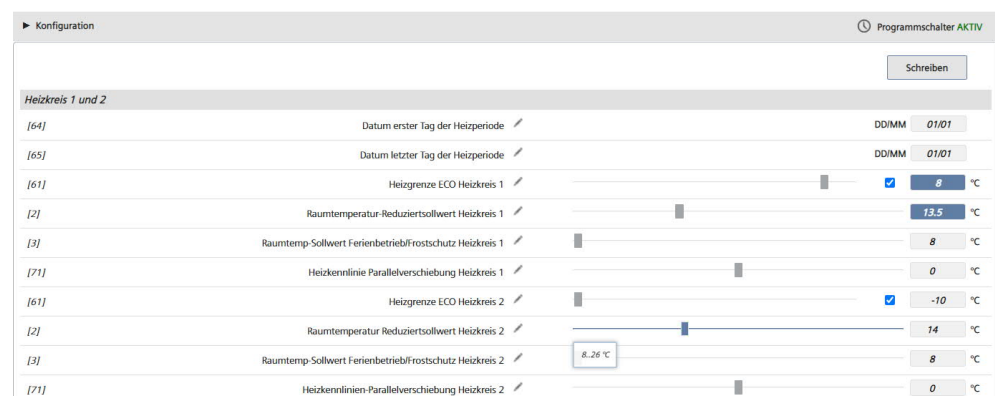 ► Konfiguration Programmschalter AKTIV
Schreiben
Heizkreis 1 und 2
[64] Datum erster Tag der Heizperiode DD/MM 01/01
[65] Datum letzter Tag der Heizperiode DD/MM 01/01
[61] Heizgrenze ECO Heizkreis 1 8 °C
[2] Raumtemperatur-Reduziertsollwert Heizkreis 1 13.5 °C
[3] Raumtemp-Sollwert Ferienbetrieb/Frostschutz Heizkreis 1 8 °C
[71] Heizkennlinie Parallelverschiebung Heizkreis 1 0 °C
[61] Heizgrenze ECO Heizkreis 2 -10 °C
[2] Raumtemperatur Reduziertsollwert Heizkreis 2 14 °C
[3] Raumtemp-Sollwert Ferienbetrieb/Frostschutz Heizkreis 2 8..26 °C 8 °C
[71] Heizkennlinien-Parallelverschiebung Heizkreis 2 0 °C